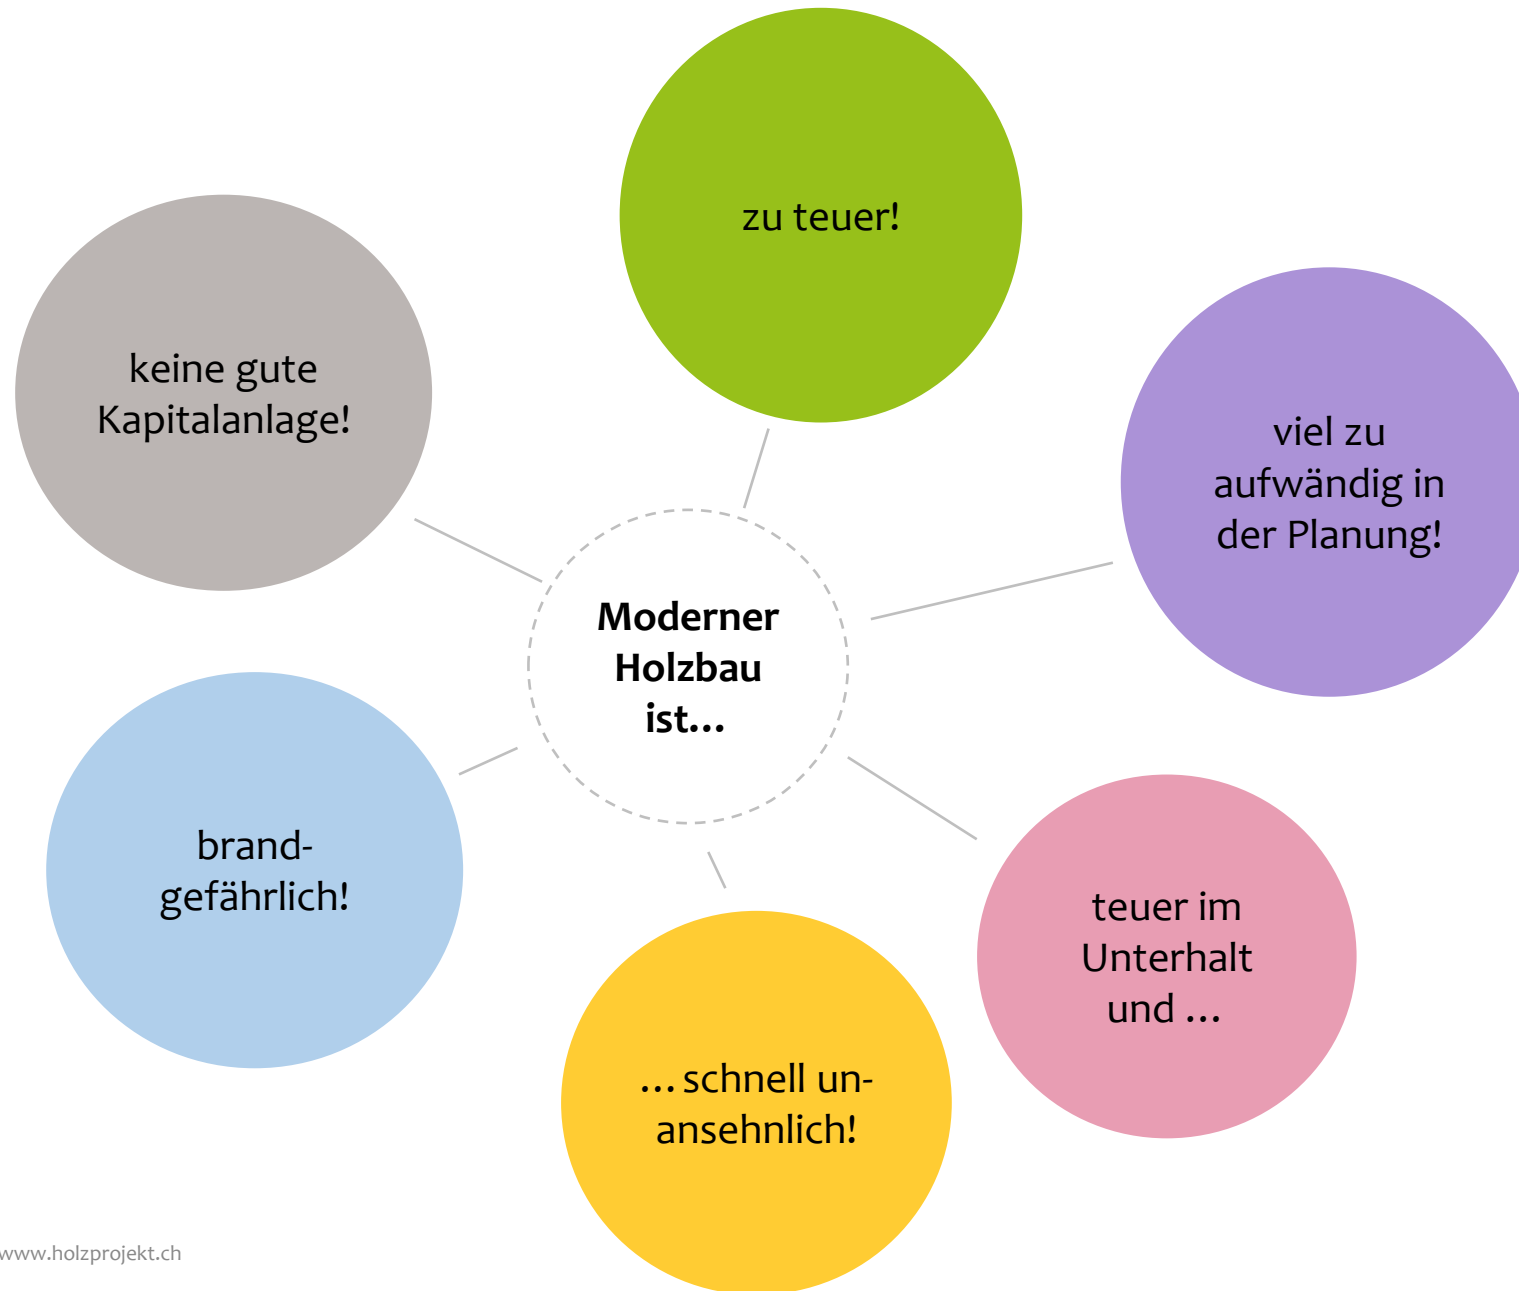 zu teuer!
keine gute
Kapitalanlage!
viel zu
aufwändig in
der Planung!
Moderner
Holzbau
ist...
brand-
gefährlich!
teuer im
Unterhalt
und ...
... schnell un-
ansehnlich!
www.holzprojekt.ch